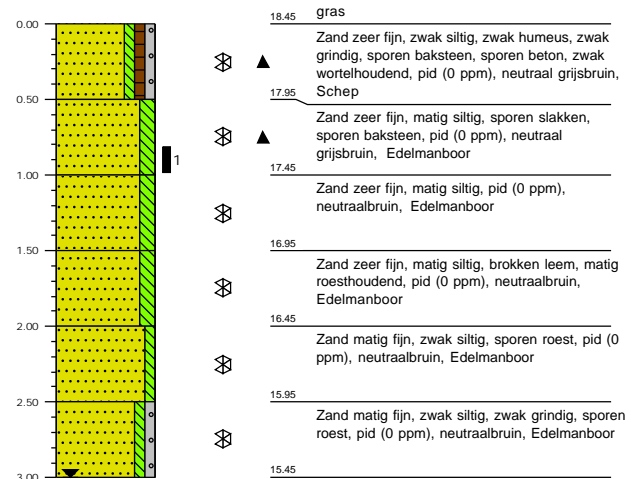 gras
0.00
18.45
Zand zeer fijn, zwak siltig, zwak humeus, zwak
grindig, sporen baksteen, sporen beton, zwak
wortelhoudend, pid (0 ppm), neutraal grijsbruin,
Schep
0.50
17.95
Zand zeer fijn, matig siltig, sporen slakken,
sporen baksteen, pid (0 ppm), neutraal
grijsbruin, Edelmanboor
1
1.00
17.45
Zand zeer fijn, matig siltig, pid (0 ppm),
neutraalbruin, Edelmanboor
1.50
16.95
Zand zeer fijn, matig siltig, brokken leem, matig
roesthoudend, pid (0 ppm), neutraalbruin,
Edelmanboor
2.00
16.45
Zand matig fijn, zwak siltig, sporen roest, pid (0
ppm), neutraalbruin, Edelmanboor
2.50
15.95
Zand matig fijn, zwak siltig, zwak grindig, sporen
roest, pid (0 ppm), neutraalbruin, Edelmanboor
3.00
15.45